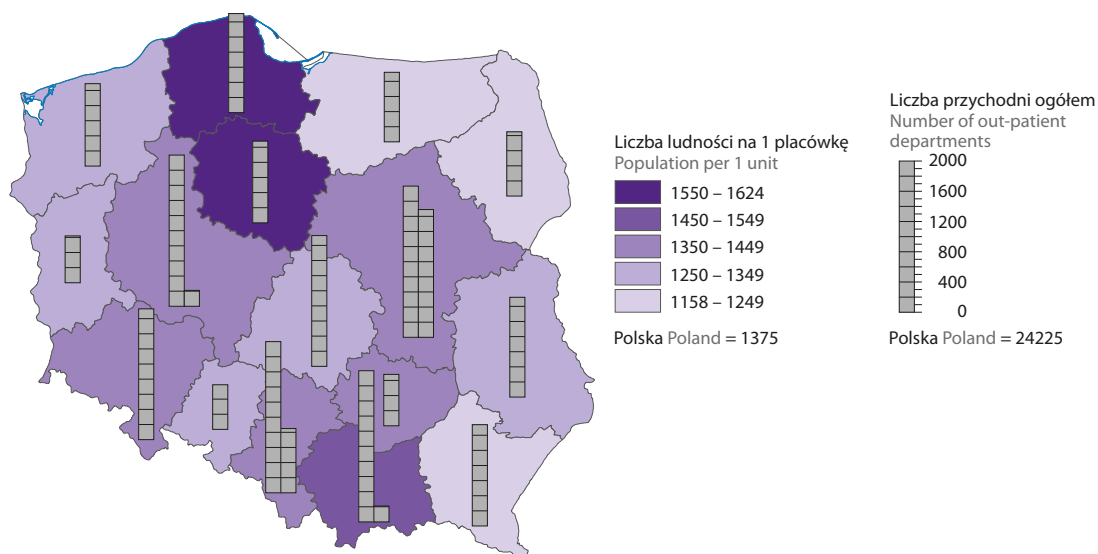 Liczba ludności na 1 placówkę
Population per 1 unit
1550 – 1624
1450 – 1549
1350 – 1449
1250 – 1349
1158 – 1249
Polska Poland = 1375
Liczba przychodni ogółem
Number of out-patient
departments
2000
1600
1200
800
400
0
Polska Poland = 24225